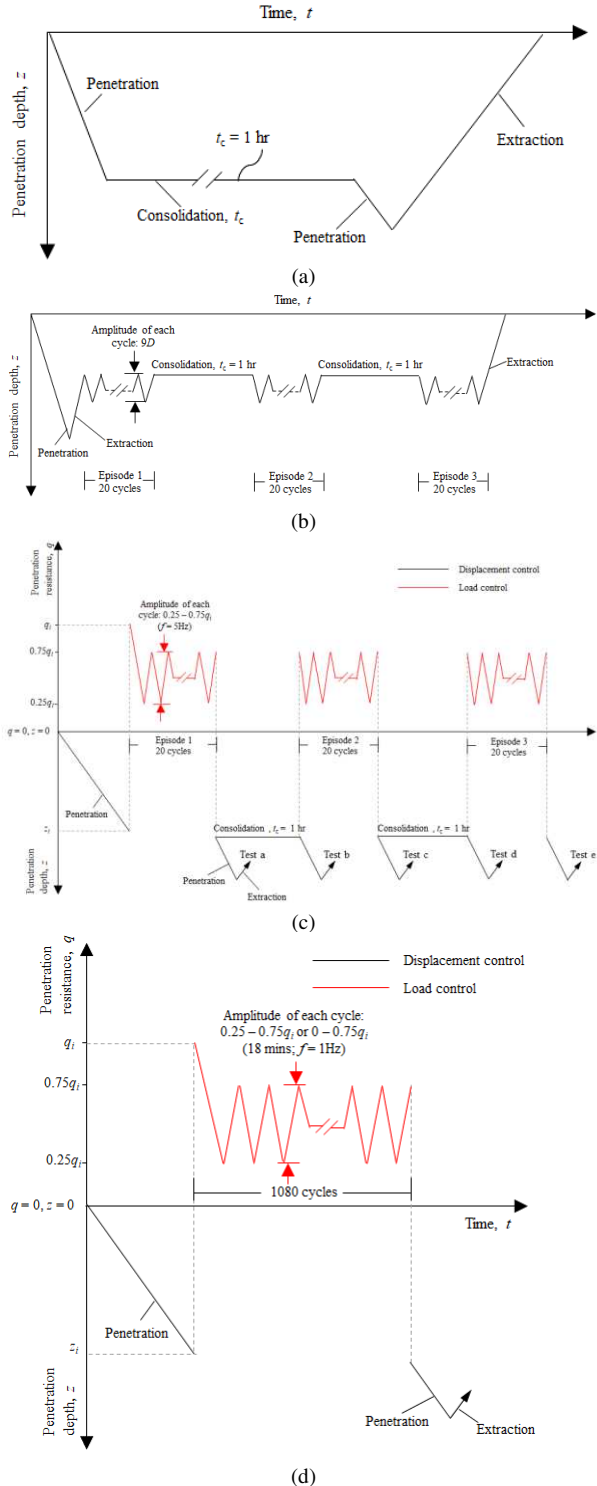 Time, t
Penetration depth, z
Penetration
t_c = 1 hr
Extraction
Consolidation, t_c
Penetration
(a)
Time, t
Penetration depth, z
Amplitude of each
cycle: 9D
Consolidation, t_c = 1 hr
Consolidation, t_c = 1 hr
Extraction
Extraction
Penetration
Episode 1
20 cycles
Episode 2
20 cycles
Episode 3
20 cycles
(b)
Penetration
resistance, q
Displacement control
Load control
Amplitude of each
cycle: 0.25 – 0.75q_i
(f = 5Hz)
q_i
0.75q_i
0.25q_i
q = 0, z = 0
Episode 1
20 cycles
Episode 2
20 cycles
Episode 3
20 cycles
Penetration
z_i
Consolidation , t_c = 1 hr
Consolidation , t_c = 1 hr
Test a
Test b
Test c
Test d
Test e
Penetration
Extraction
Penetration
depth, z
(c)
Penetration
resistance, q
Displacement control
Load control
Amplitude of each cycle:
0.25 – 0.75q_i or 0 – 0.75q_i
(18 mins; f = 1Hz)
q_i
0.75q_i
0.25q_i
1080 cycles
q = 0, z = 0
Time, t
Penetration
z_i
Penetration
depth, z
Penetration
Extraction
(d)